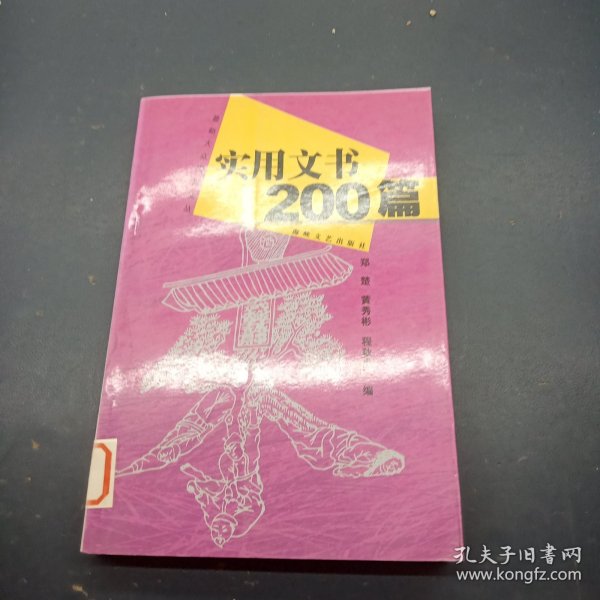 实用文书
200篇
海峡文艺出版社
郑 楚 黄秀彬 程 编
孔夫子旧书网
www.kongfz.com